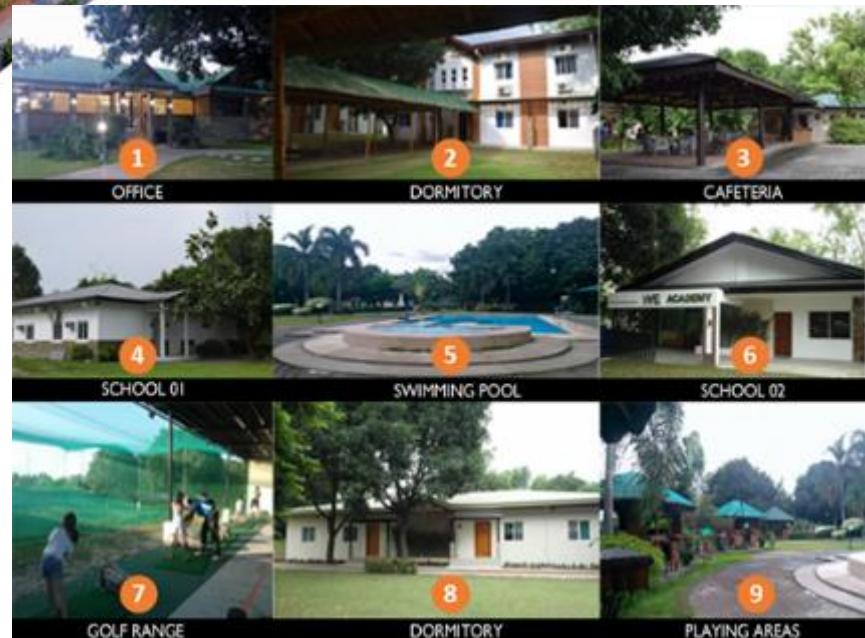 1
OFFICE
2
DORMITORY
3
CAFETERIA
4
SCHOOL 01
5
SWIMMING POOL
WE ACADEMY
6
SCHOOL 02
7
GOLF RANGE
8
DORMITORY
9
PLAYING AREAS